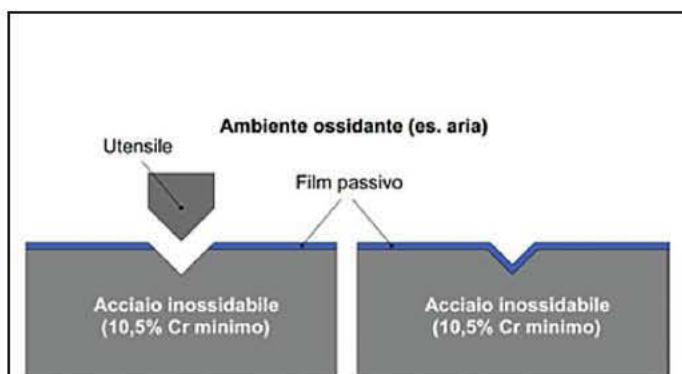 Ambiente ossidante (es. aria)
Utensile
Film passivo
Acciaio inossidabile
(10,5% Cr minimo)
Acciaio inossidabile
(10,5% Cr minimo)